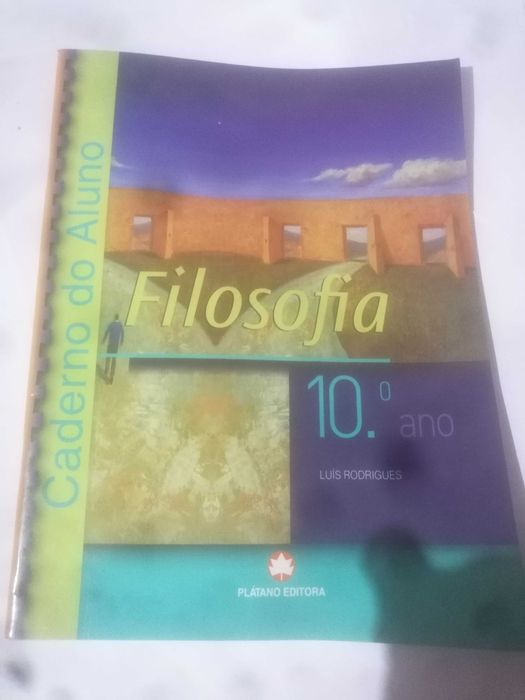 Caderno do Aluno
Filosofia
10.º ano
LUÍS RODRIGUES
PLÁTANO EDITORA